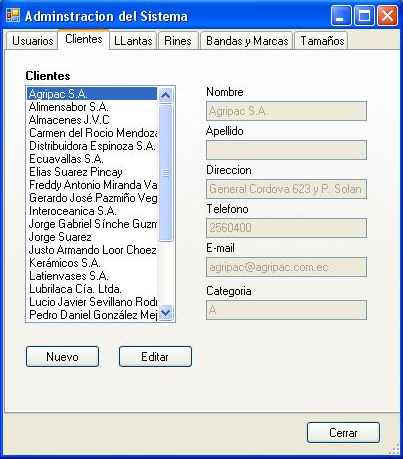 Adminstracion del Sistema
Usuarios Clientes LLantas Rines Bandas y Marcas Tamaños
Clientes
Agripac S.A.
Alimensabor S.A.
Almacenes J.V.C
Carmen del Rocio Mendoza
Distribuidora Espinoza S.A.
Ecuavallas S.A.
Elias Suarez Pincay
Freddy Antonio Miranda Va
Gerardo José Pazmiño Veg
Interoceanica S.A.
Jorge Gabriel Sínche Guzm
Jorge Suarez
Justo Armando Loor Choez
Kerámicos S.A.
Latienvases S.A.
Lubrilaca Cía. Ltda.
Lucio Javier Sevillano Rodr
Pedro Daniel González Mej
Nombre
Agripac S.A.
Apellido
Direccion
General Cordova 623 y P. Solan
Telefono
2560400
E-mail
agripac@agripac.com.ec
Categoria
A
Nuevo Editar
Cerrar